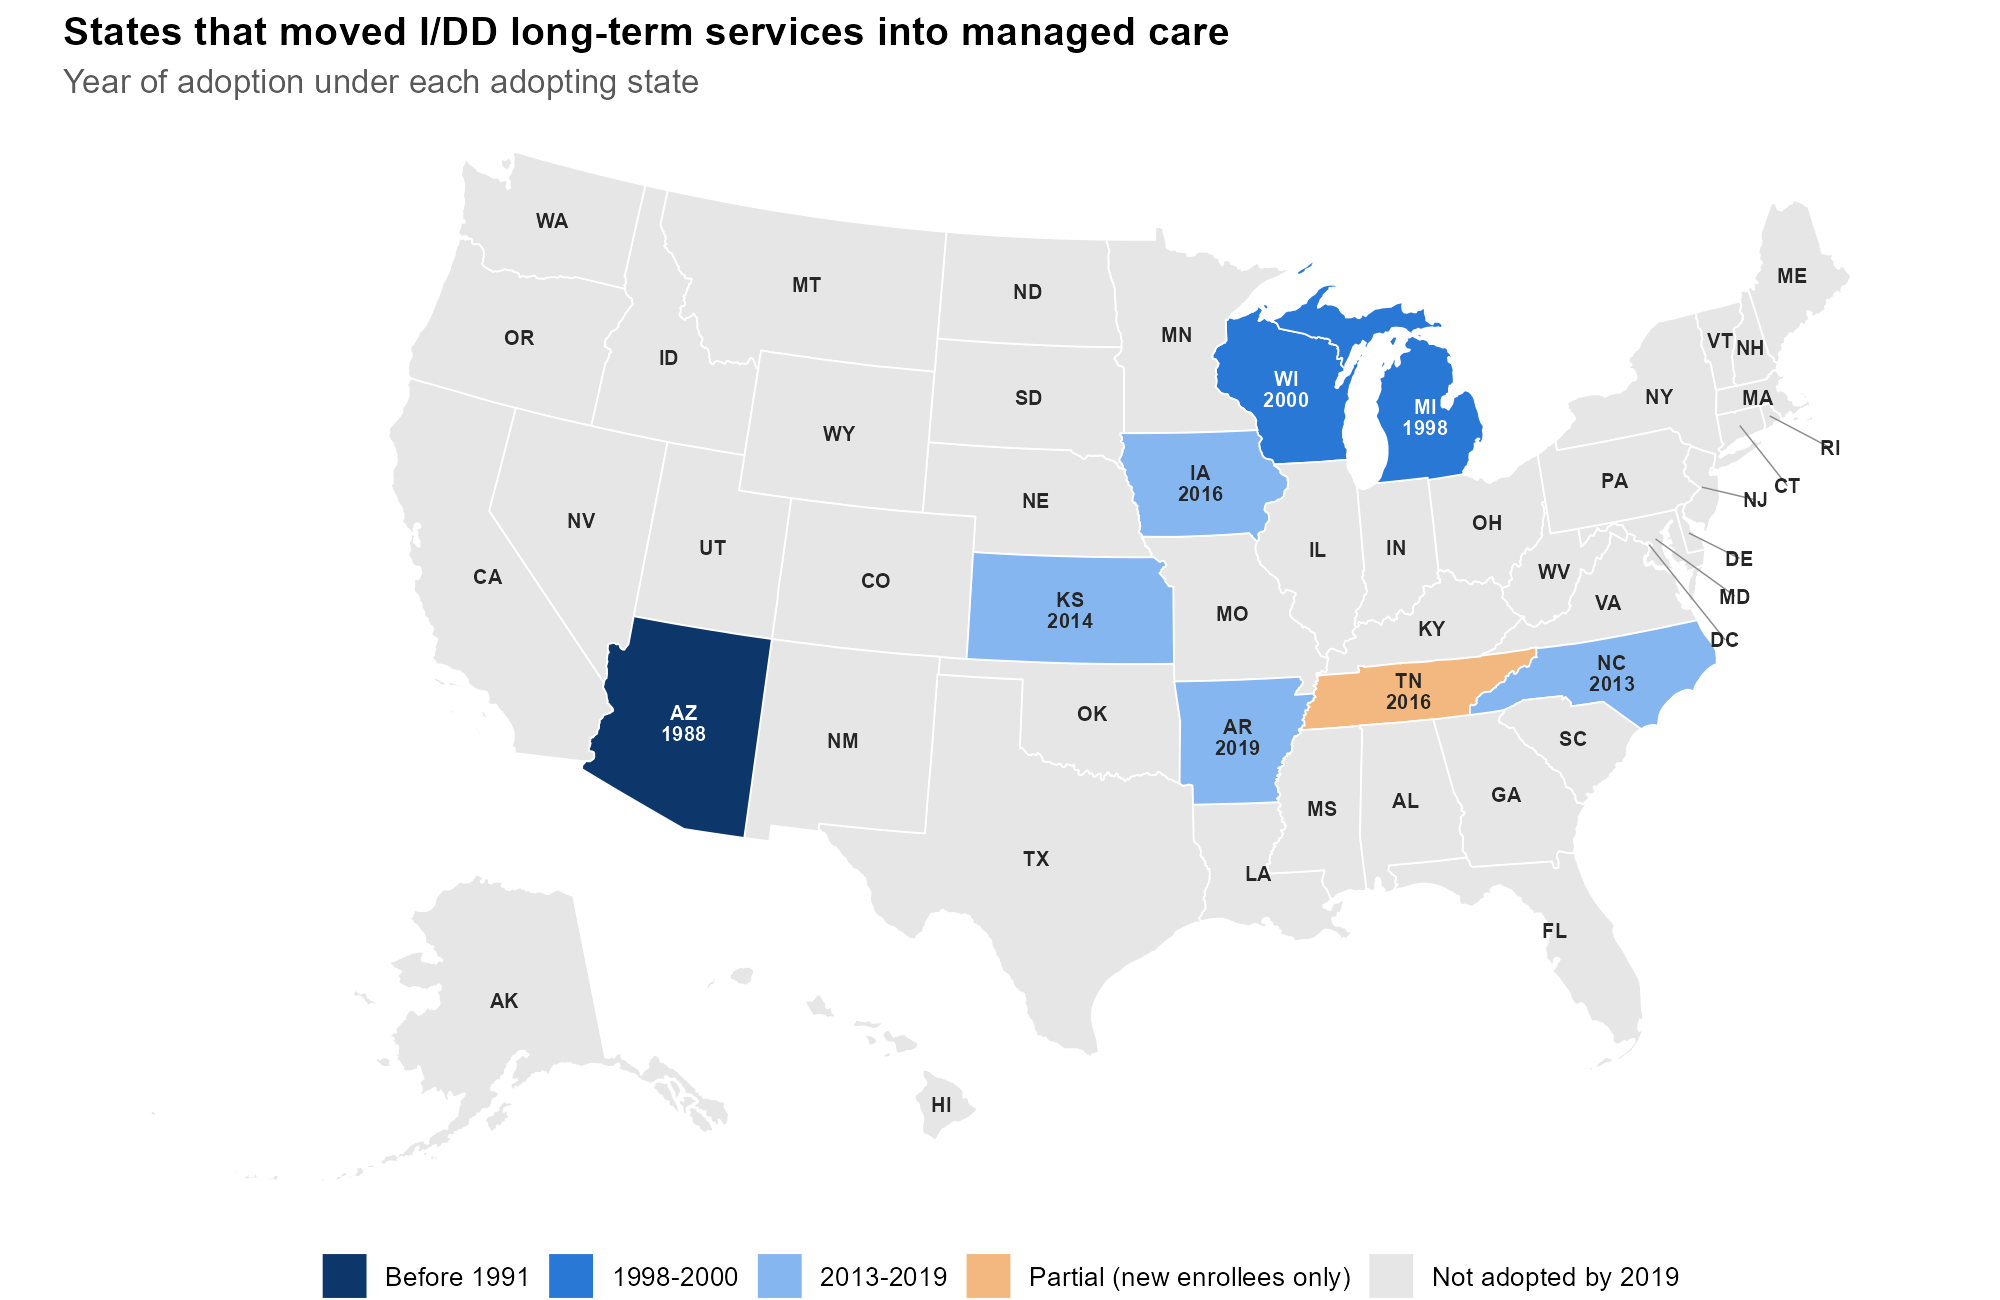 States that moved I/DD long-term services into managed care
Year of adoption under each adopting state
WA
MT
ND
MN
ME
OR
ID
SD
WI
2000
MI
1998
VT
NH
NY
MA
RI
WY
IA
2016
NE
PA
CT
NJ
NV
UT
CO
IL
IN
OH
DE
CA
KS
2014
MO
WV
MD
VA
KY
DC
AZ
1988
NM
OK
AR
2019
TN
2016
NC
2013
SC
MS
AL
GA
TX
LA
FL
AK
HI
Before 1991
1998-2000
2013-2019
Partial (new enrollees only)
Not adopted by 2019